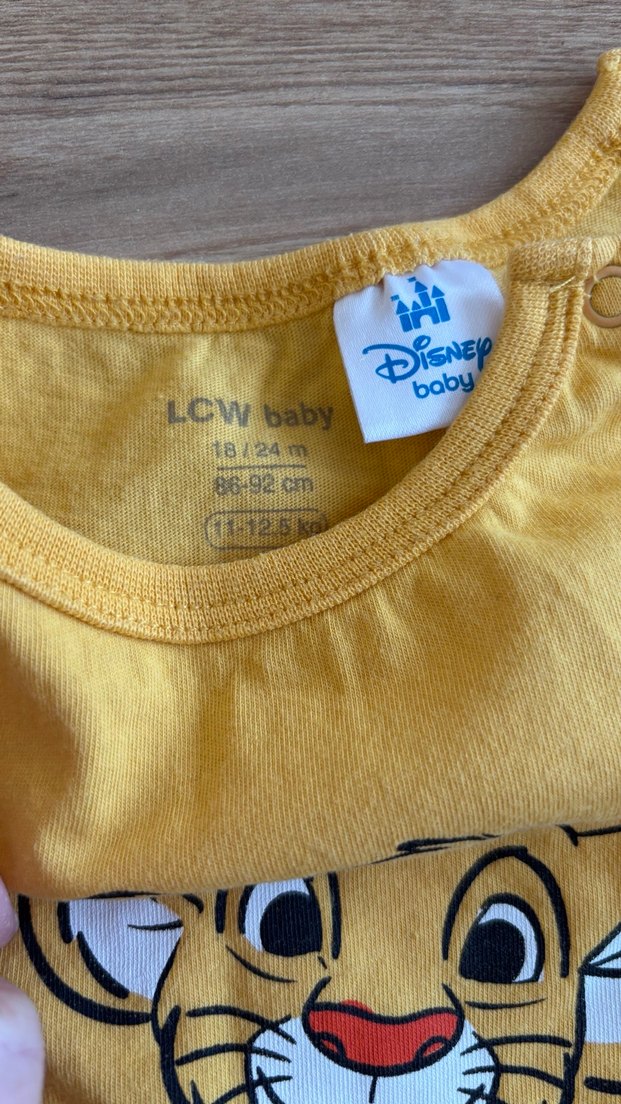 Disney
baby
LCW baby
18 / 24 m
86-92 cm
11-12.5 kg